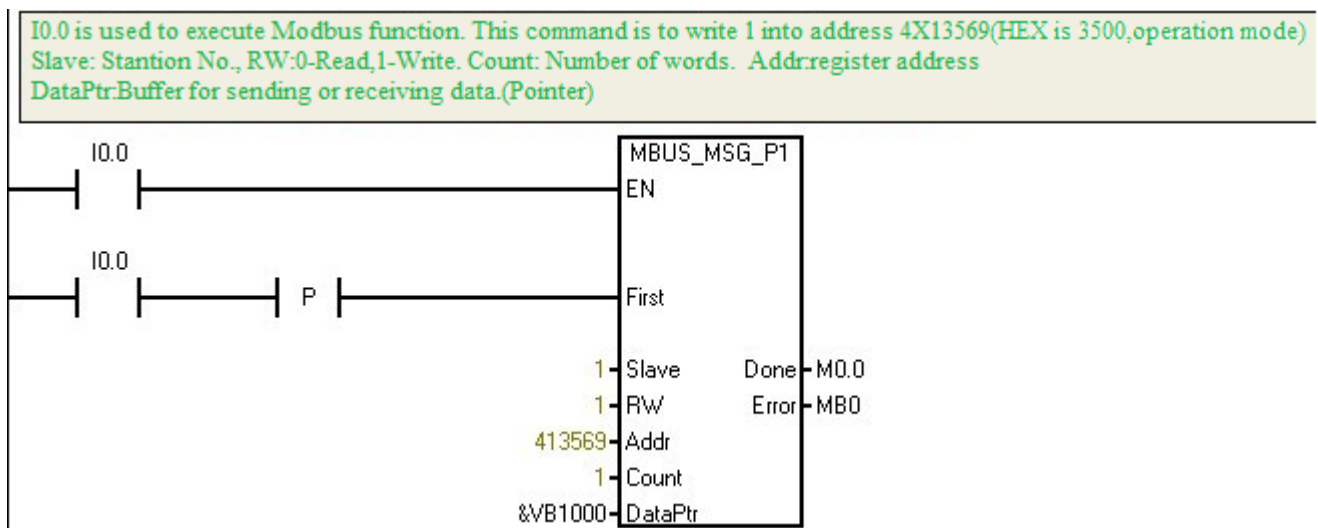 I0.0 is used to execute Modbus function. This command is to write 1 into address 4X13569(HEX is 3500,operation mode)
Slave: Stantion No., RW:0-Read,1-Write. Count: Number of words. Addr:register address
DataPtr:Buffer for sending or receiving data.(Pointer)
I0.0 MBUS_MSG_P1
EN
I0.0
P First
1 Slave Done M0.0
1 RW Error MB0
413569 Addr
1 Count
&VB1000 DataPtr